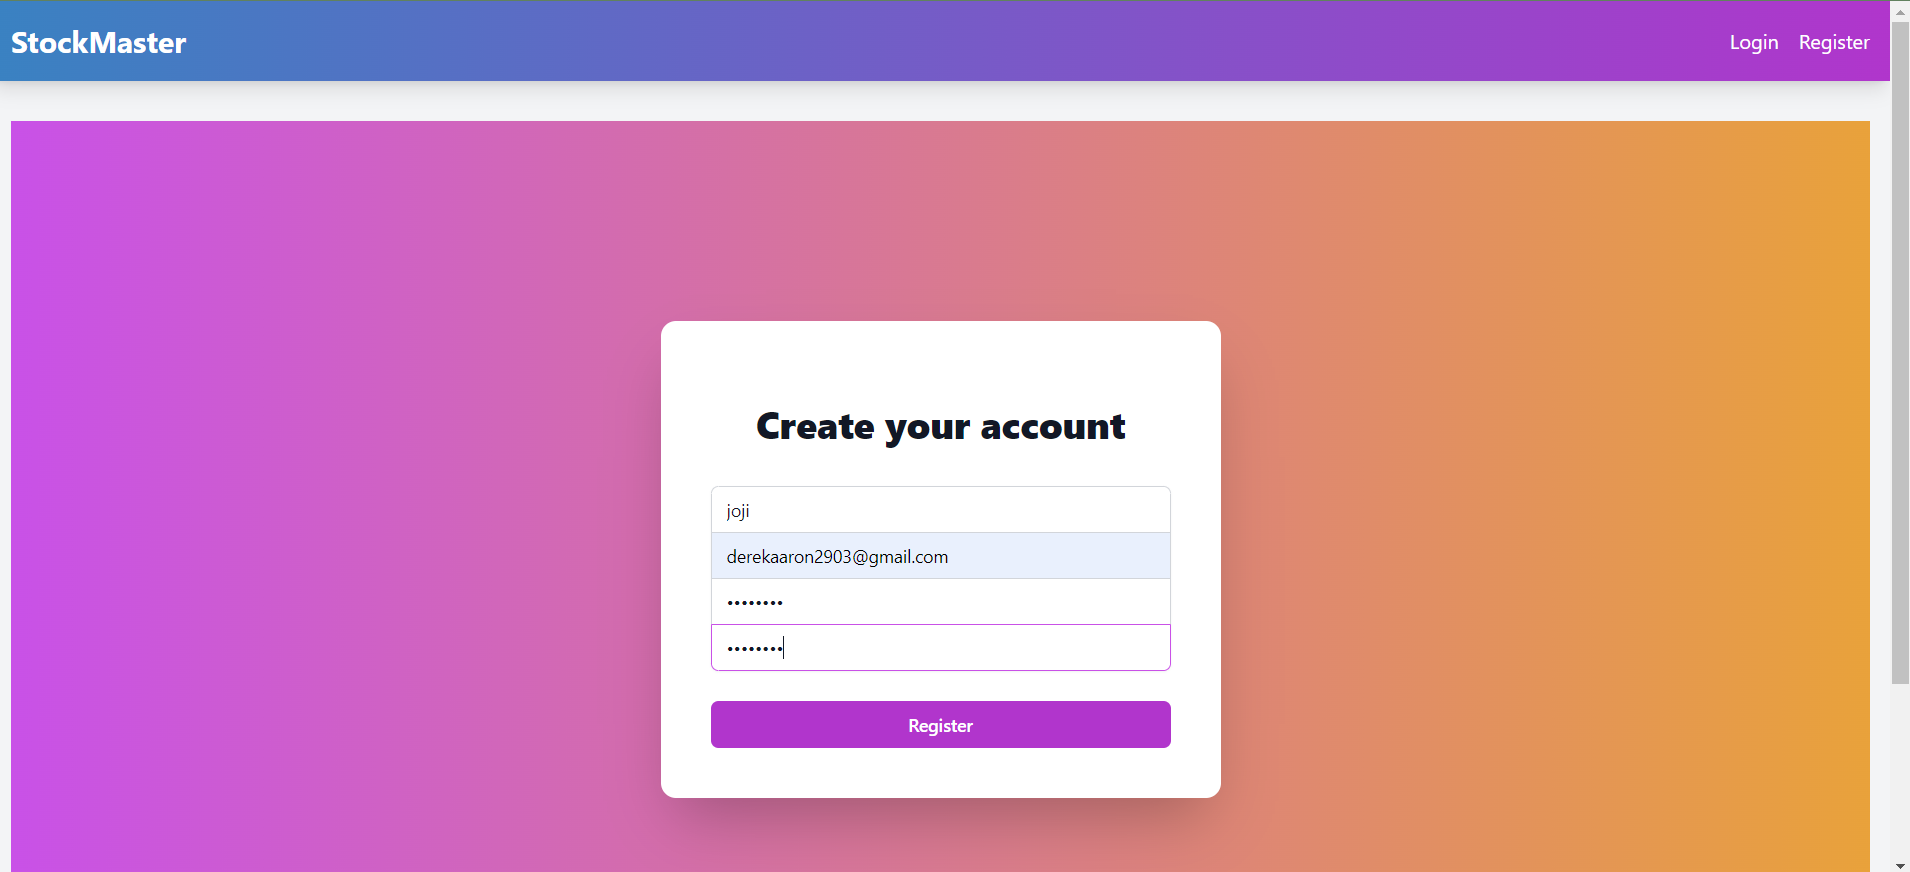 StockMaster
Login Register
Create your account
joji
derekaaron2903@gmail.com
••••••••
••••••••
Register